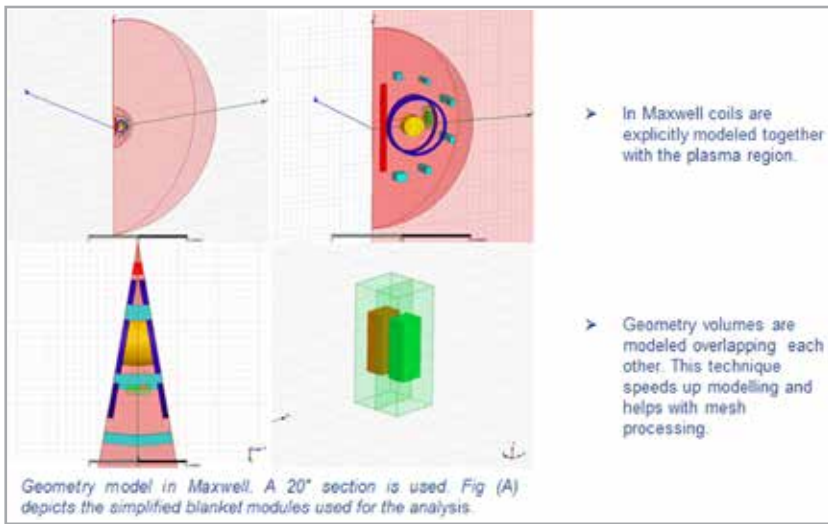 ➤ In Maxwell coils are
explicitly modeled together
with the plasma region.
➤ Geometry volumes are
modeled overlapping each
other. This technique
speeds up modelling and
helps with mesh
processing.
Geometry model in Maxwell. A 20° section is used. Fig (A)
depicts the simplified blanket modules used for the analysis.